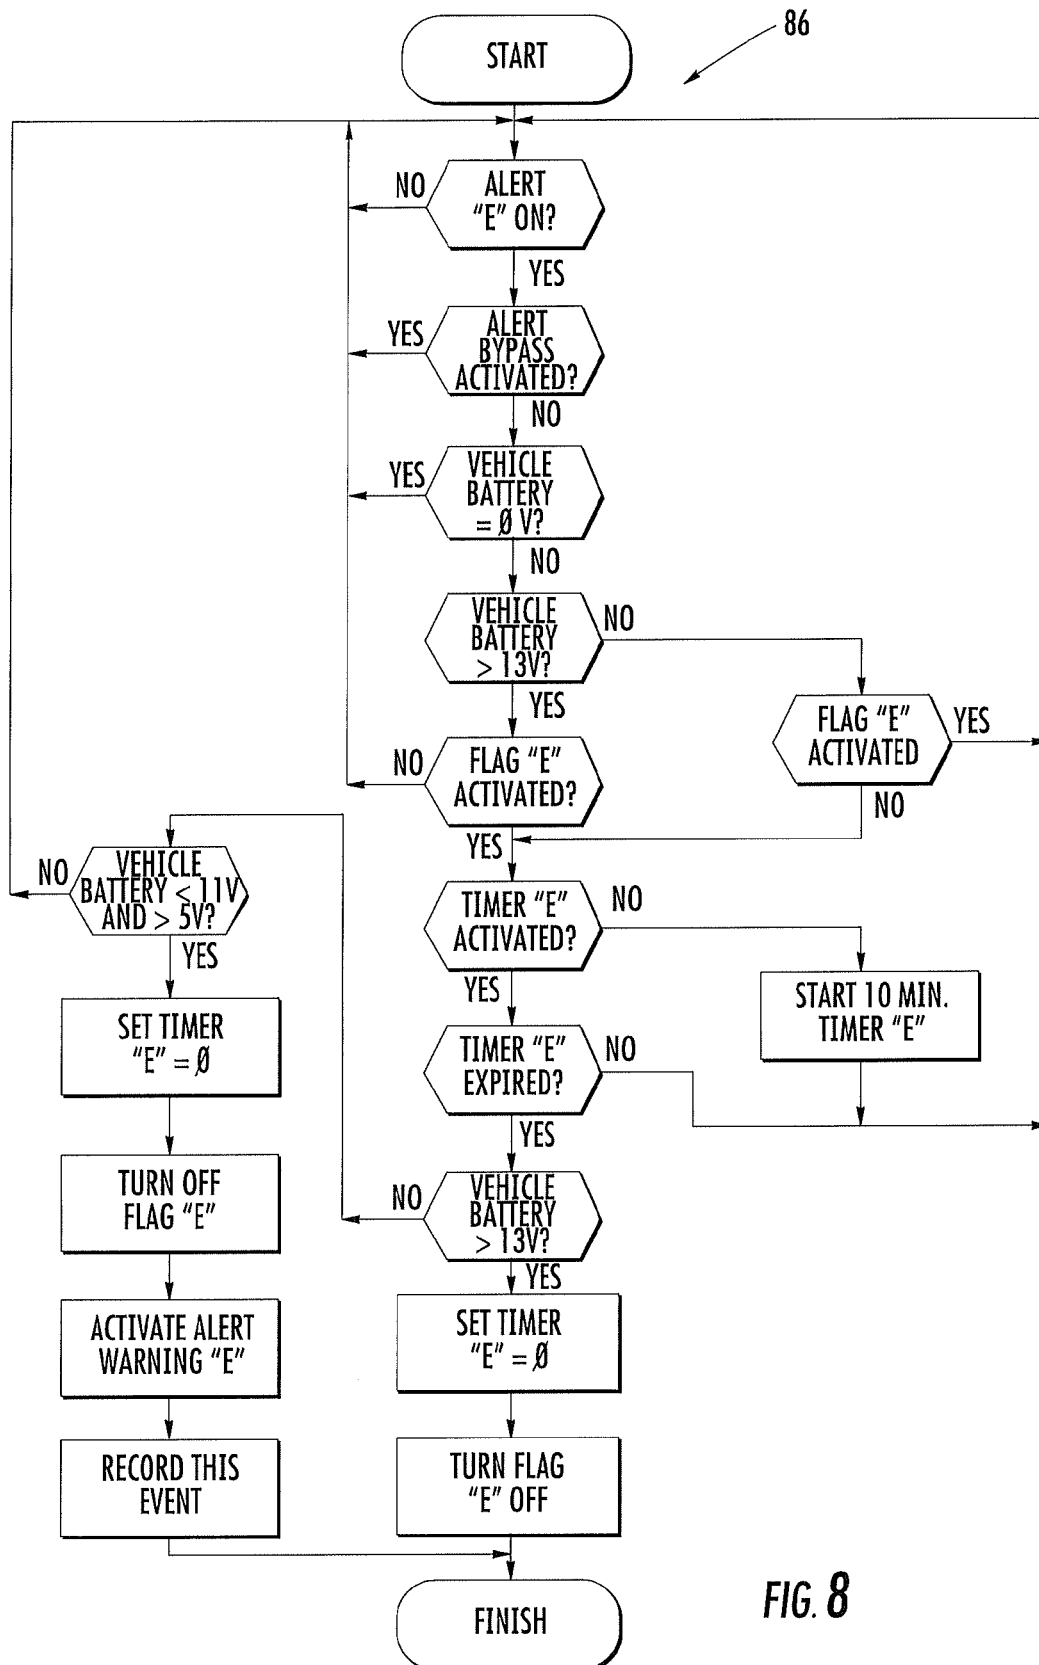 86
START
ALERT
"E" ON?
NO
YES
ALERT
BYPASS
ACTIVATED?
YES
NO
VEHICLE
BATTERY
= Ø V?
YES
NO
VEHICLE
BATTERY
> 13V?
NO
YES
FLAG "E"
ACTIVATED
YES
NO
FLAG "E"
ACTIVATED?
NO
YES
VEHICLE
BATTERY < 11V
AND > 5V?
NO
YES
TIMER "E"
ACTIVATED?
NO
YES
START 10 MIN.
TIMER "E"
SET TIMER
"E" = Ø
TIMER "E"
EXPIRED?
NO
YES
TURN OFF
FLAG "E"
VEHICLE
BATTERY
> 13V?
NO
YES
ACTIVATE ALERT
WARNING "E"
SET TIMER
"E" = Ø
RECORD THIS
EVENT
TURN FLAG
"E" OFF
FINISH
FIG. 8